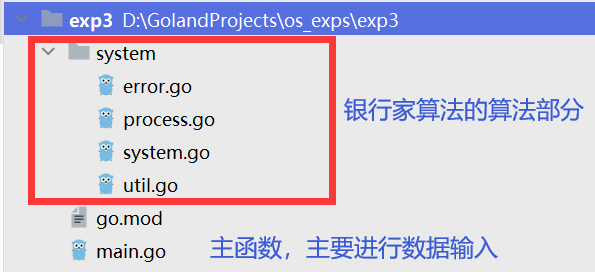 exp3 D:\GolandProjects\os_exps\exp3
system
error.go
process.go
银行家算法的算法部分
system.go
util.go
go.mod
main.go 主函数，主要进行数据输入